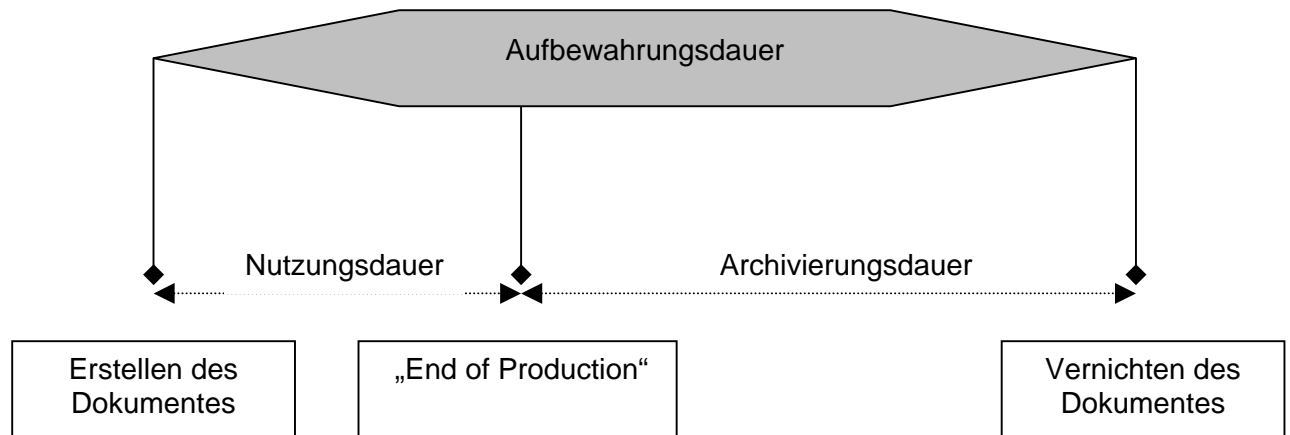 Aufbewahrungsdauer
Nutzungsdauer
Archivierungsdauer
Erstellen des
Dokumentes
„End of Production“
Vernichten des
Dokumentes